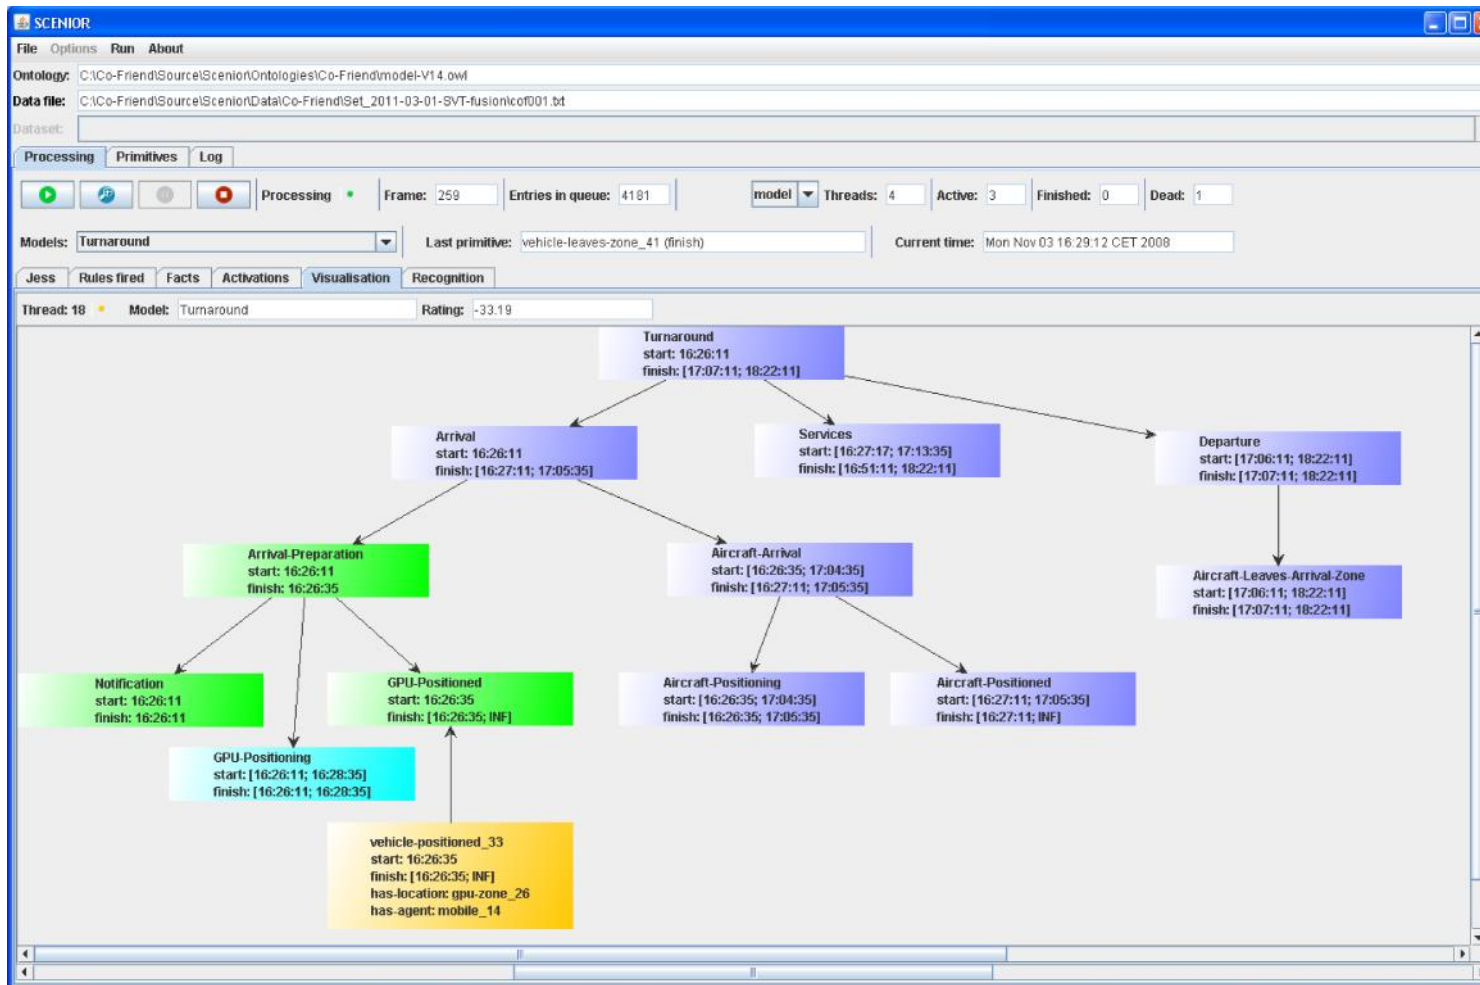 SCENIOR
File Options Run About
Ontology: C:\Co-Friend\Source\Scenior\Ontologies\Co-Friend\model-V14.owl
Data file: C:\Co-Friend\Source\Scenior\Data\Co-Friend\Set_2011-03-01-SVT-fusion\cof001.txt
Dataset:
Processing Primitives Log
Processing Frame: 259 Entries in queue: 4181 model Threads: 4 Active: 3 Finished: 0 Dead: 1
Models: Turnaround Last primitive: vehicle-leaves-zone_41 (finish) Current time: Mon Nov 03 16:29:12 CET 2008
Jess Rules fired Facts Activations Visualisation Recognition
Thread: 18 Model: Turnaround Rating: -33.19
Turnaround
start: 16:26:11
finish: [17:07:11; 18:22:11]
Arrival
start: 16:26:11
finish: [16:27:11; 17:05:35]
Services
start: [16:27:17; 17:13:35]
finish: [16:51:11; 18:22:11]
Departure
start: [17:06:11; 18:22:11]
finish: [17:07:11; 18:22:11]
Arrival-Preparation
start: 16:26:11
finish: 16:26:35
Aircraft-Arrival
start: [16:26:35; 17:04:35]
finish: [16:27:11; 17:05:35]
Aircraft-Leaves-Arrival-Zone
start: [17:06:11; 18:22:11]
finish: [17:07:11; 18:22:11]
Notification
start: 16:26:11
finish: 16:26:11
GPU-Positioned
start: 16:26:35
finish: [16:26:35; INF]
Aircraft-Positioning
start: [16:26:35; 17:04:35]
finish: [16:26:35; 17:05:35]
Aircraft-Positioned
start: [16:27:11; 17:05:35]
finish: [16:27:11; INF]
GPU-Positioning
start: [16:26:11; 16:28:35]
finish: [16:26:11; 16:28:35]
vehicle-positioned_33
start: 16:26:35
finish: [16:26:35; INF]
has-location: gpu-zone_26
has-agent: mobile_14